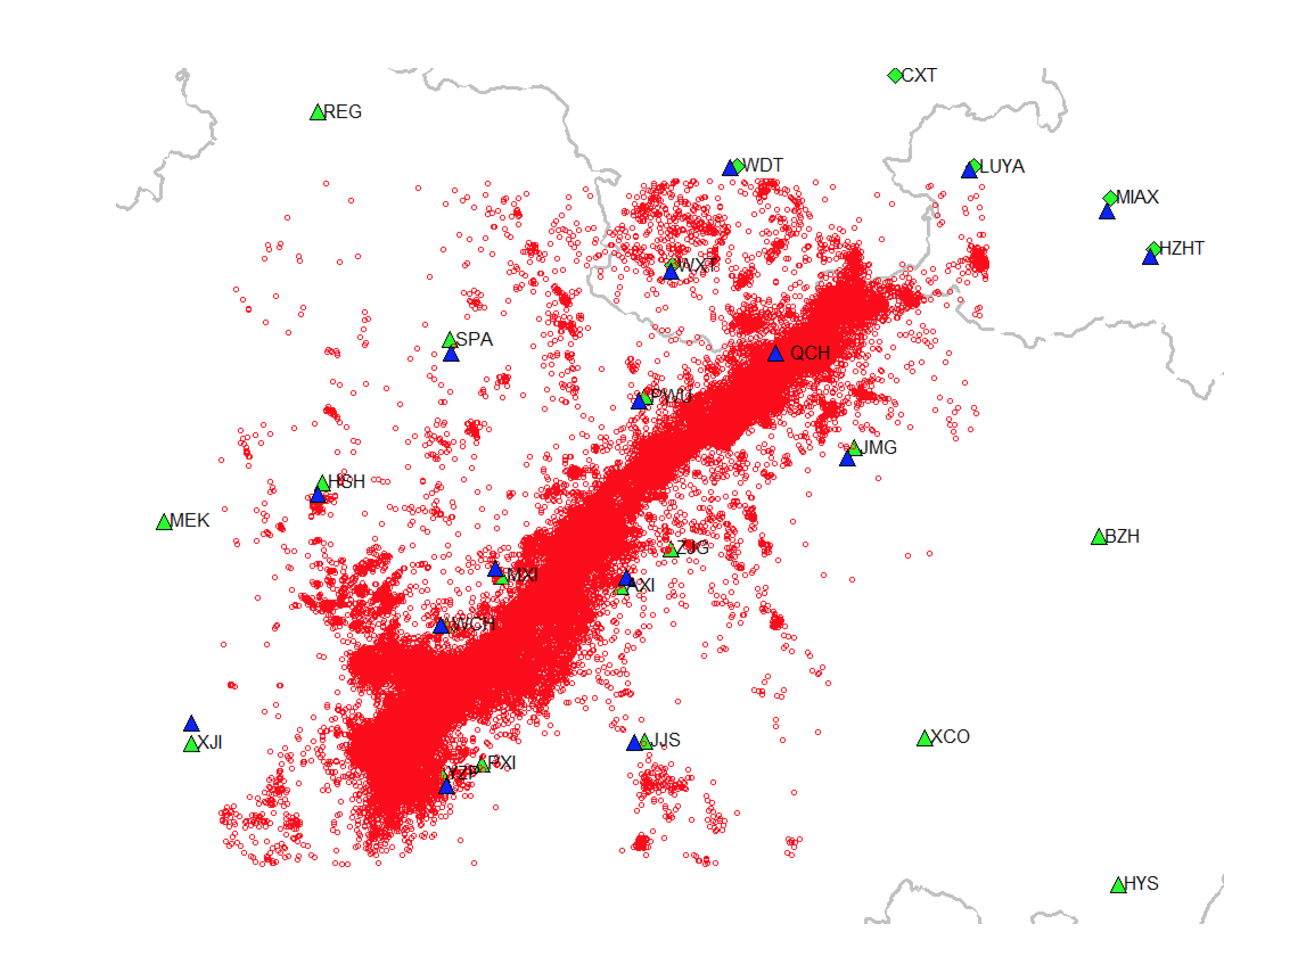 CXT
REG
WDT
LUYA
MIAX
HZHT
WXT
SPA
QCH
PWU
JMG
HSH
MEK
BZH
ZJG
MXI
AXI
WCH
XCO
JJS
XJI
PXI
YZP
HYS